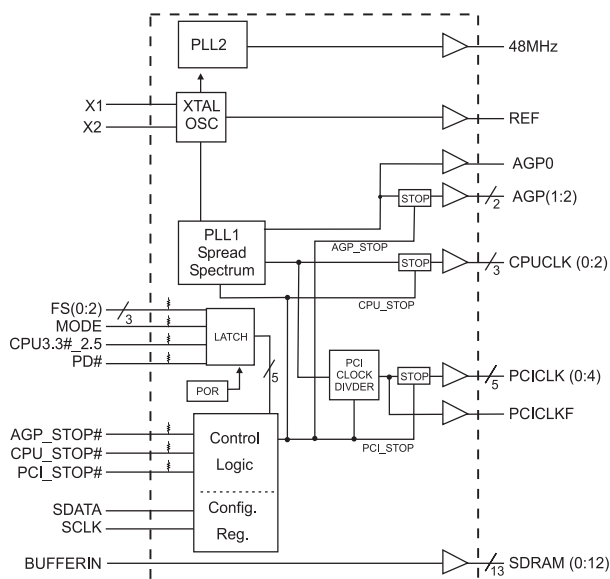 PLL2
48MHz
X1
X2
XTAL
OSC
REF
AGP0
STOP
AGP(1:2)
2
AGP_STOP
PLL1
Spread
Spectrum
STOP
CPUCLK (0:2)
3
CPU_STOP
FS(0:2)
3
MODE
CPU3.3#_2.5
PD#
LATCH
5
POR
PCI
CLOCK
DIVDER
STOP
PCICLK (0:4)
5
PCICLKF
PCI_STOP
AGP_STOP#
CPU_STOP#
PCI_STOP#
Control
Logic
SDATA
SCLK
Config.
Reg.
BUFFERIN
SDRAM (0:12)
13